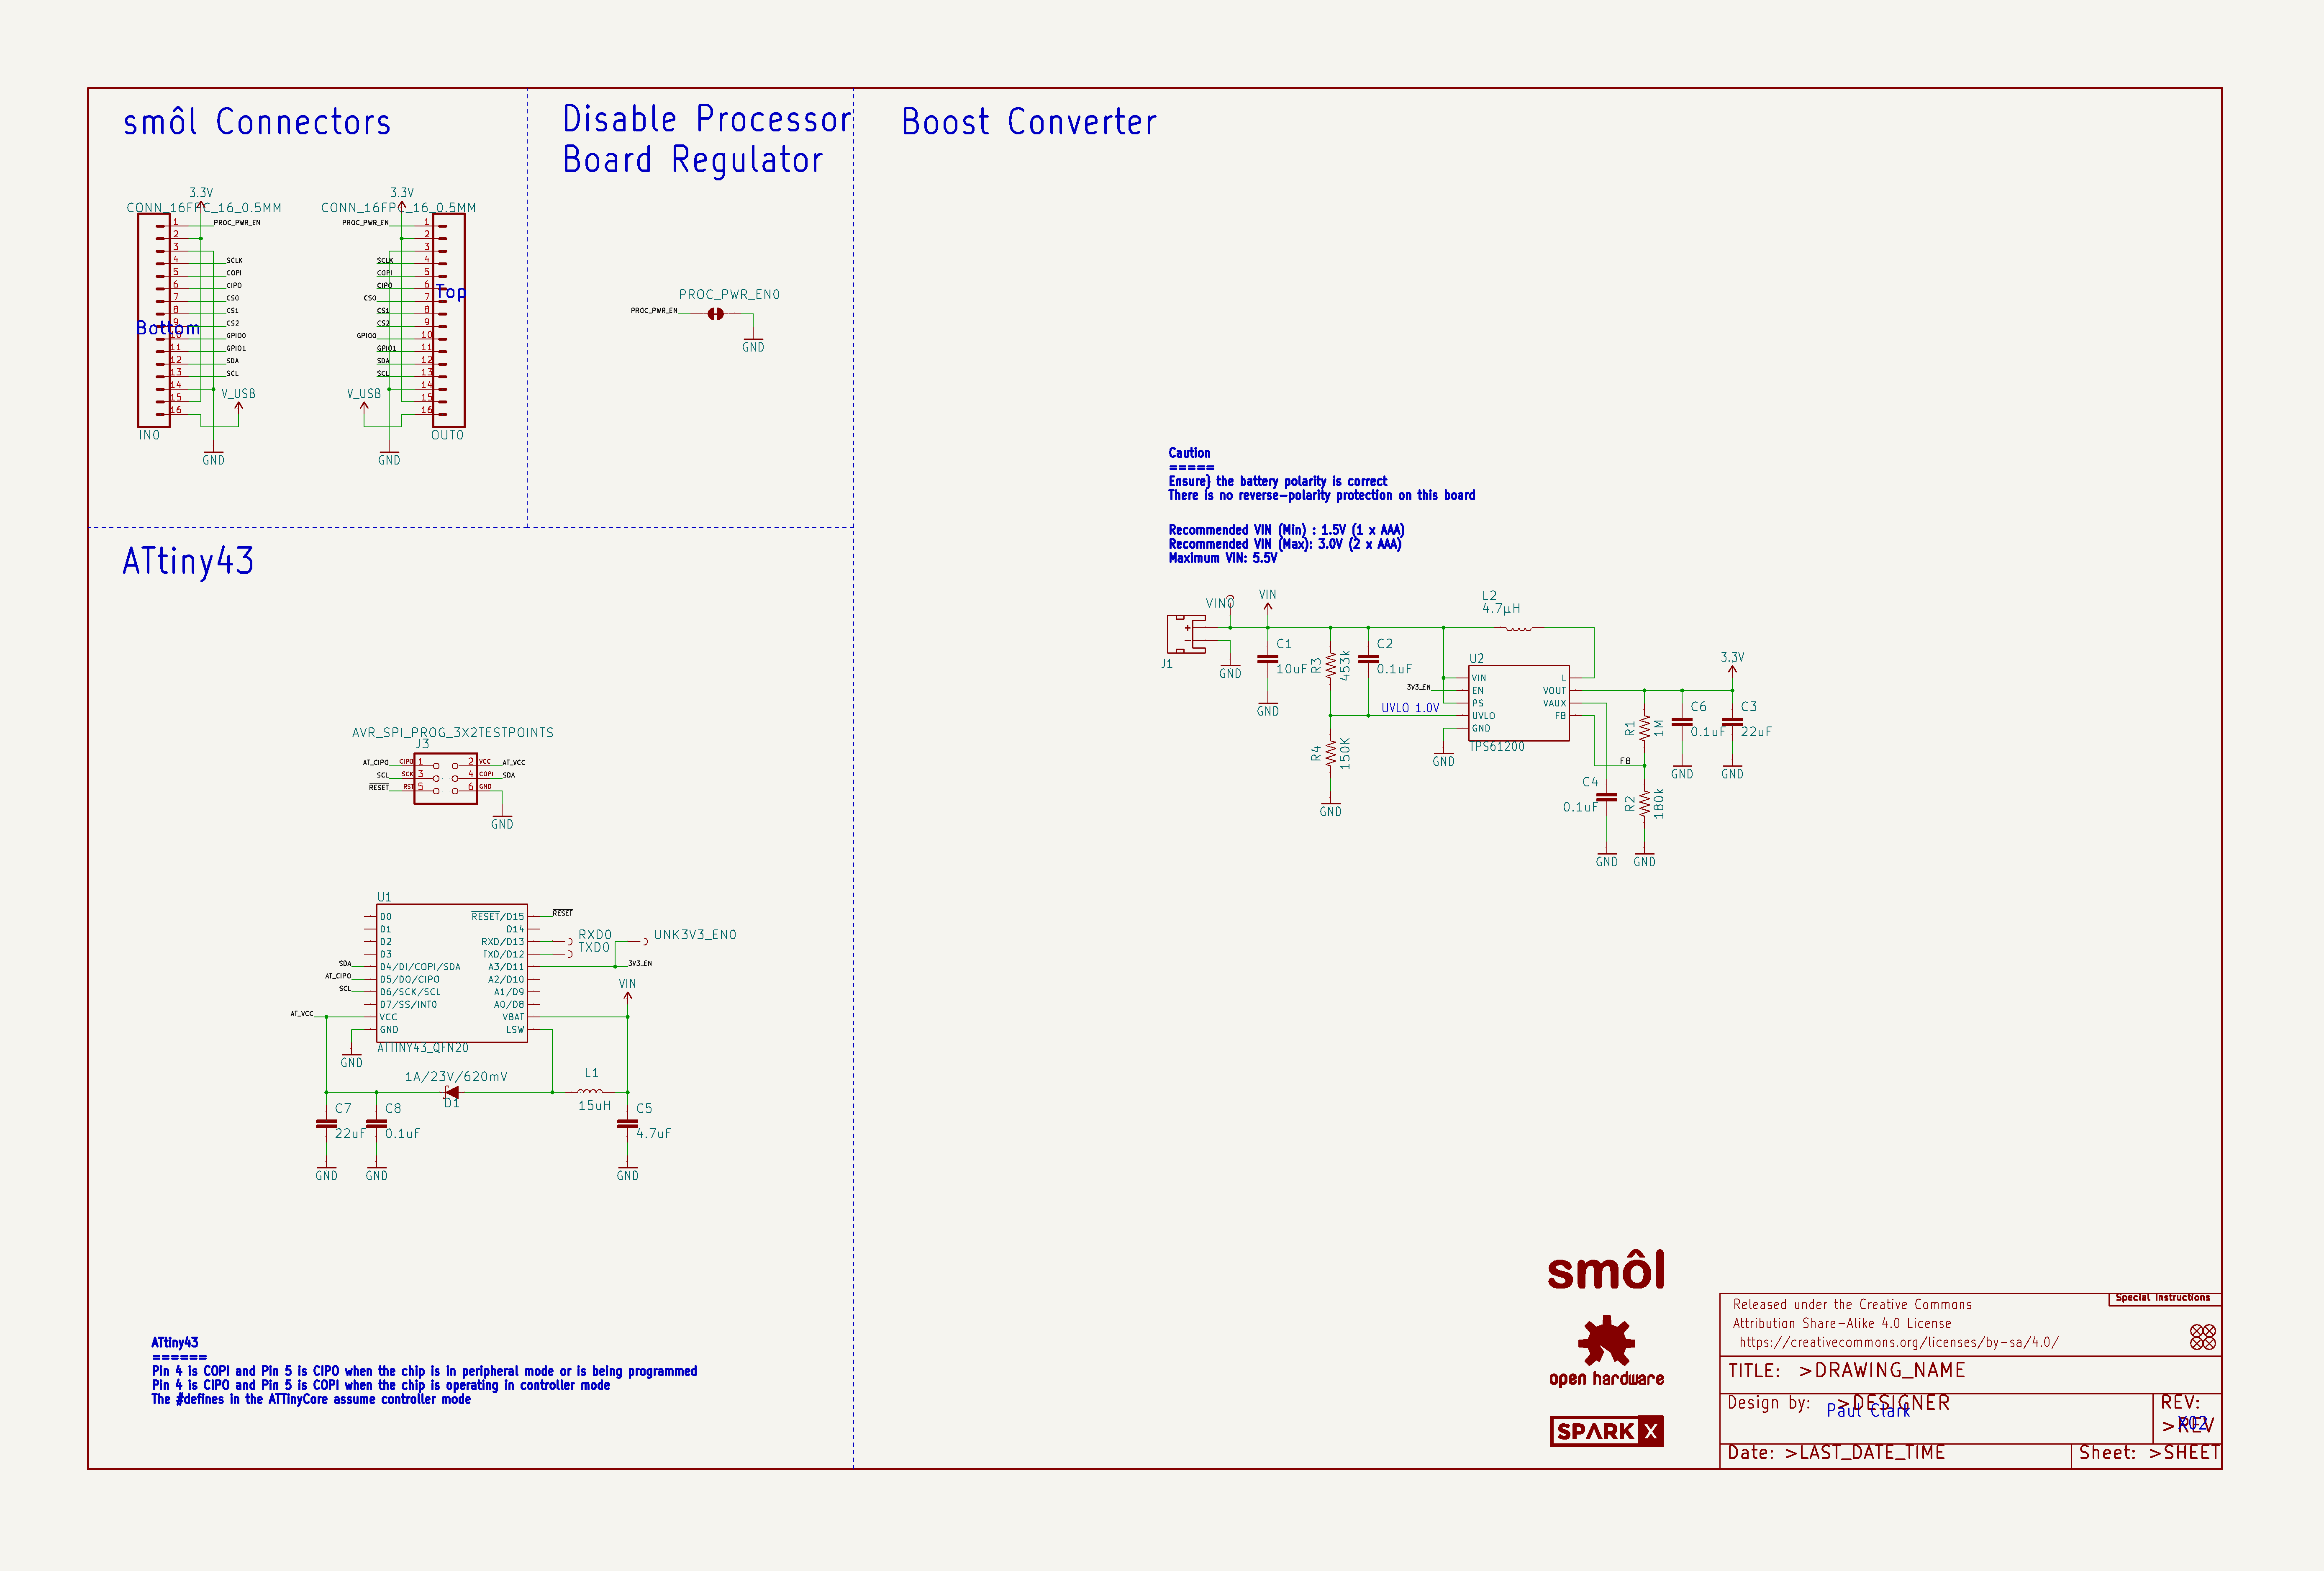 smôl Connectors
Disable Processor
Board Regulator
Boost Converter
3.3V
CONN_16FPC_16_0.5MM
1
PROC_PWR_EN
2
3
4
SCLK
5
COPI
6
CIPO
7
CS0
8
CS1
9
CS2
10
GPIO0
11
GPIO1
12
SDA
13
SCL
14
15
16
Bottom
V_USB
IN0
GND
3.3V
CONN_16FPC_16_0.5MM
PROC_PWR_EN
1
2
3
SCLK
4
COPI
5
CIPO
6
CS0
7
CS1
8
CS2
9
GPIO0
10
GPIO1
11
SDA
12
SCL
13
14
15
16
Top
V_USB
OUT0
GND
PROC_PWR_EN0
PROC_PWR_EN
GND
Caution
=====
Ensure} the battery polarity is correct
There is no reverse-polarity protection on this board
Recommended VIN (Min) : 1.5V (1 x AAA)
Recommended VIN (Max): 3.0V (2 x AAA)
Maximum VIN: 5.5V
VIN0
VIN
+
-
J1
GND
C1
10uF
GND
R3
453k
C2
0.1uF
UVLO 1.0V
R4
150K
GND
L2
4.7µH
3V3_EN
U2
VIN
EN
PS
UVLO
GND
L
VOUT
VAUX
FB
TPS61200
GND
3.3V
R1
1M
C6
0.1uF
GND
C3
22uF
GND
FB
C4
0.1uF
GND
R2
180k
GND
ATtiny43
AVR_SPI_PROG_3X2TESTPOINTS
J3
AT_CIPO
CIPO
1
2
VCC
AT_VCC
SCL
SCK
3
4
COPI
SDA
RESET
RST
5
6
GND
GND
U1
D0
D1
D2
D3
D4/DI/COPI/SDA
D5/DO/CIPO
D6/SCK/SCL
D7/SS/INT0
VCC
GND
RESET/D15
D14
RXD/D13
TXD/D12
A3/D11
A2/D10
A1/D9
A0/D8
VBAT
LSW
ATTINY43_QFN20
SDA
AT_CIPO
SCL
AT_VCC
GND
RESET
RXD0
TXD0
UNK3V3_EN0
3V3_EN
VIN
1A/23V/620mV
D1
L1
15uH
C7
22uF
GND
C8
0.1uF
GND
C5
4.7uF
GND
ATtiny43
======
Pin 4 is COPI and Pin 5 is CIPO when the chip is in peripheral mode or is being programmed
Pin 4 is CIPO and Pin 5 is COPI when the chip is operating in controller mode
The #defines in the ATTinyCore assume controller mode
smôl
open hardware
SPARK X
Released under the Creative Commons
Attribution Share-Alike 4.0 License
https://creativecommons.org/licenses/by-sa/4.0/
Special Instructions
TITLE: >DRAWING_NAME
Design by: >DESIGNER
Paul Clark
REV:
>REV
X02
Date: >LAST_DATE_TIME
Sheet: >SHEET